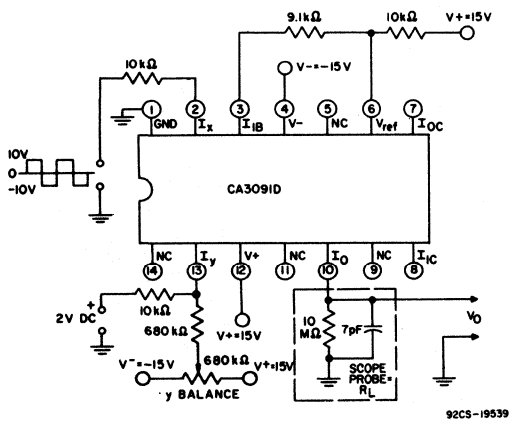 9.1kΩ
10kΩ
V+=15V
10kΩ
V-=-15V
1
2
3
4
5
6
7
GND
Ix
I1B
V-
NC
Vref
IOC
10V
0
-10V
CA3091D
NC
Iy
V+
NC
IO
NC
I1C
14
13
12
11
10
9
8
+
2V DC
10kΩ
680kΩ
V+=15V
10 MΩ
7pF
VO
V-=-15V
680kΩ
V+=15V
y BALANCE
SCOPE
PROBE=
RL
92CS-19539